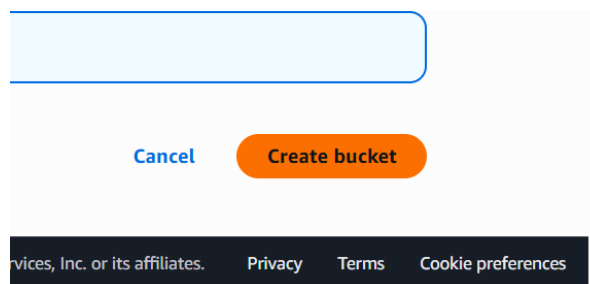 Cancel Create bucket
rvices, Inc. or its affiliates. Privacy Terms Cookie preferences